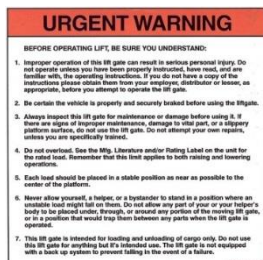 URGENT WARNING
BEFORE OPERATING LIFT, BE SURE YOU UNDERSTAND:
1. Improper operation of this lift gate can result in serious personal injury. Do
not operate unless you have been properly instructed, have read, and are
familiar with, the operating instructions. If you do not have a copy of the
instructions please obtain them from your employer, distributor or lesser, as
appropriate, before you attempt to operate the lift gate.
2. Be certain the vehicle is properly and securely braked before using the liftgate.
3. Always inspect this lift gate for maintenance or damage before using it. If
there are signs of improper maintenance, damage to vital part, or a slippery
platform surface, do not use the lift gate. Do not attempt your own repairs,
unless you are specifically trained.
4. Do not overload. See the Mfg. Literature and/or Rating Label on the unit for
the rated load. Remember that this limit applies to both raising and lowering
operations.
5. Each load should be placed in a stable position as near as possible to the
center of the platform.
6. Never allow yourself, a helper, or a bystander to stand in a position where an
unstable load might fall on them. Do not allow any part of your or your helper's
body to be placed under, through, or around any portion of the moving lift gate,
or in a position that would trap them between any parts when the lift gate is
operated.
7. This lift gate is intended for loading and unloading of cargo only. Do not use
this lift gate for anything but it's intended use. The lift gate is not equipped
with a back up system to prevent falling in the event of a failure.